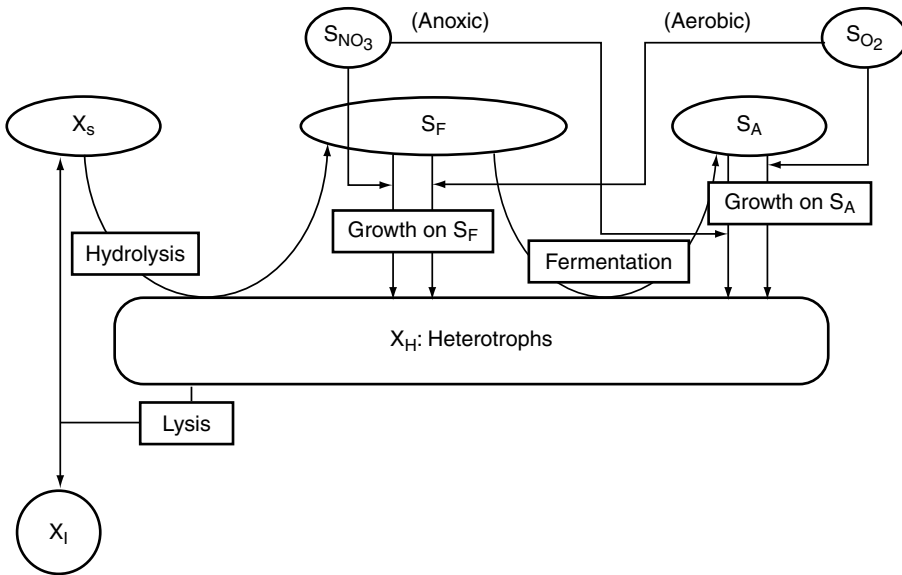 S_NO3 (Anoxic) (Aerobic) S_O2
X_s S_F S_A
Growth on S_F Growth on S_A
Hydrolysis Fermentation
X_H: Heterotrophs
Lysis
X_I